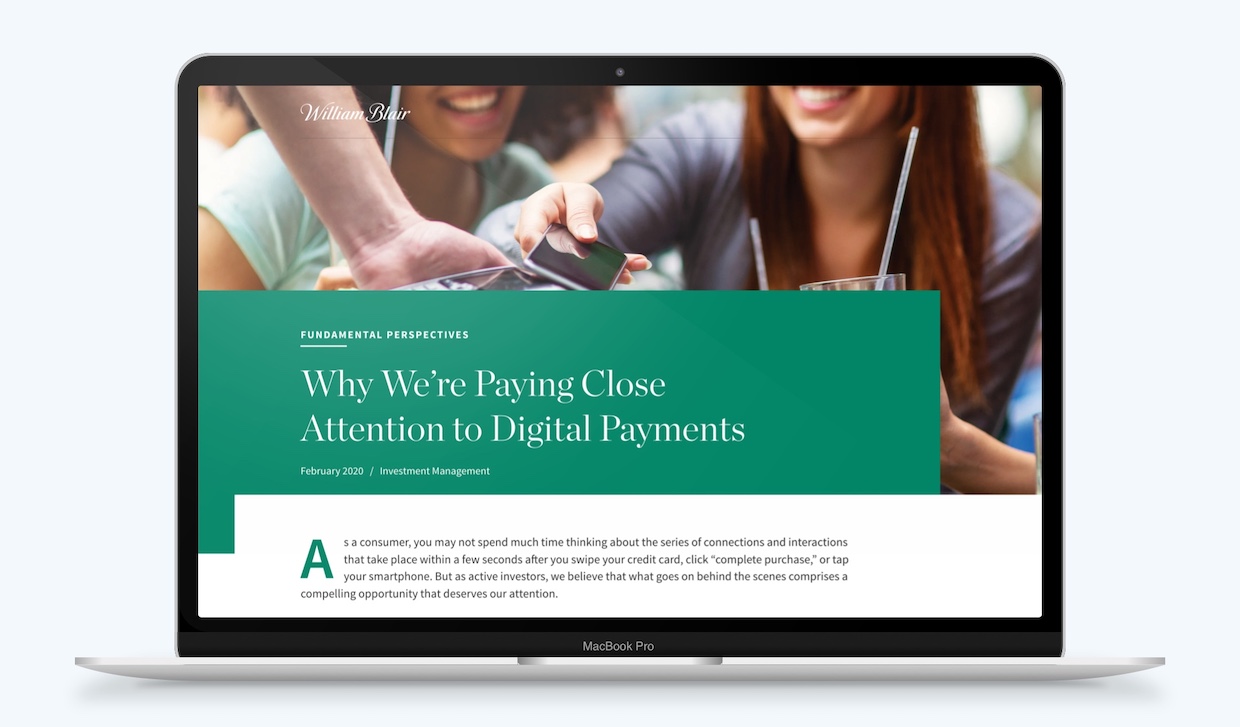 William Blair
FUNDAMENTAL PERSPECTIVES
Why We’re Paying Close
Attention to Digital Payments
February 2020 / Investment Management
As a consumer, you may not spend much time thinking about the series of connections and interactions
that take place within a few seconds after you swipe your credit card, click “complete purchase,” or tap
your smartphone. But as active investors, we believe that what goes on behind the scenes comprises a
compelling opportunity that deserves our attention.
MacBook Pro